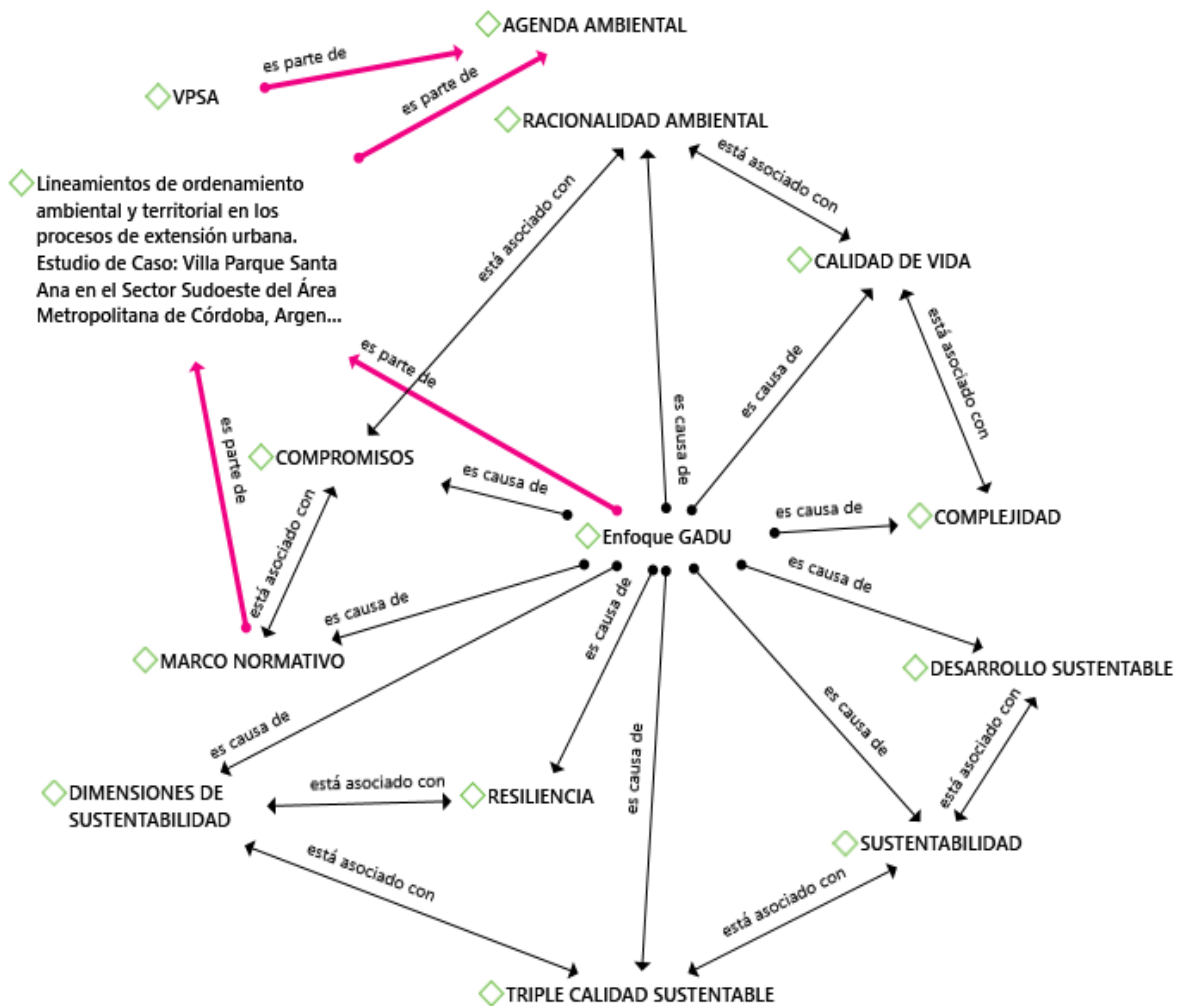 AGENDA AMBIENTAL
es parte de
VPSA
es parte de
RACIONALIDAD AMBIENTAL
está asociado con
Lineamientos de ordenamiento
ambiental y territorial en los
procesos de extensión urbana.
Estudio de Caso: Villa Parque Santa
Ana en el Sector Sudoeste del Área
Metropolitana de Córdoba, Argen...
está asociado con
CALIDAD DE VIDA
es parte de
es causa de
está asociado con
es causa de
es parte de
COMPROMISOS
es causa de
es causa de
COMPLEJIDAD
Enfoque GADU
está asociado con
es causa de
es causa de
es causa de
MARCO NORMATIVO
DESARROLLO SUSTENTABLE
es causa de
es causa de
es causa de
está asociado con
DIMENSIONES DE
SUSTENTABILIDAD
está asociado con
RESILIENCIA
SUSTENTABILIDAD
está asociado con
está asociado con
TRIPLE CALIDAD SUSTENTABLE